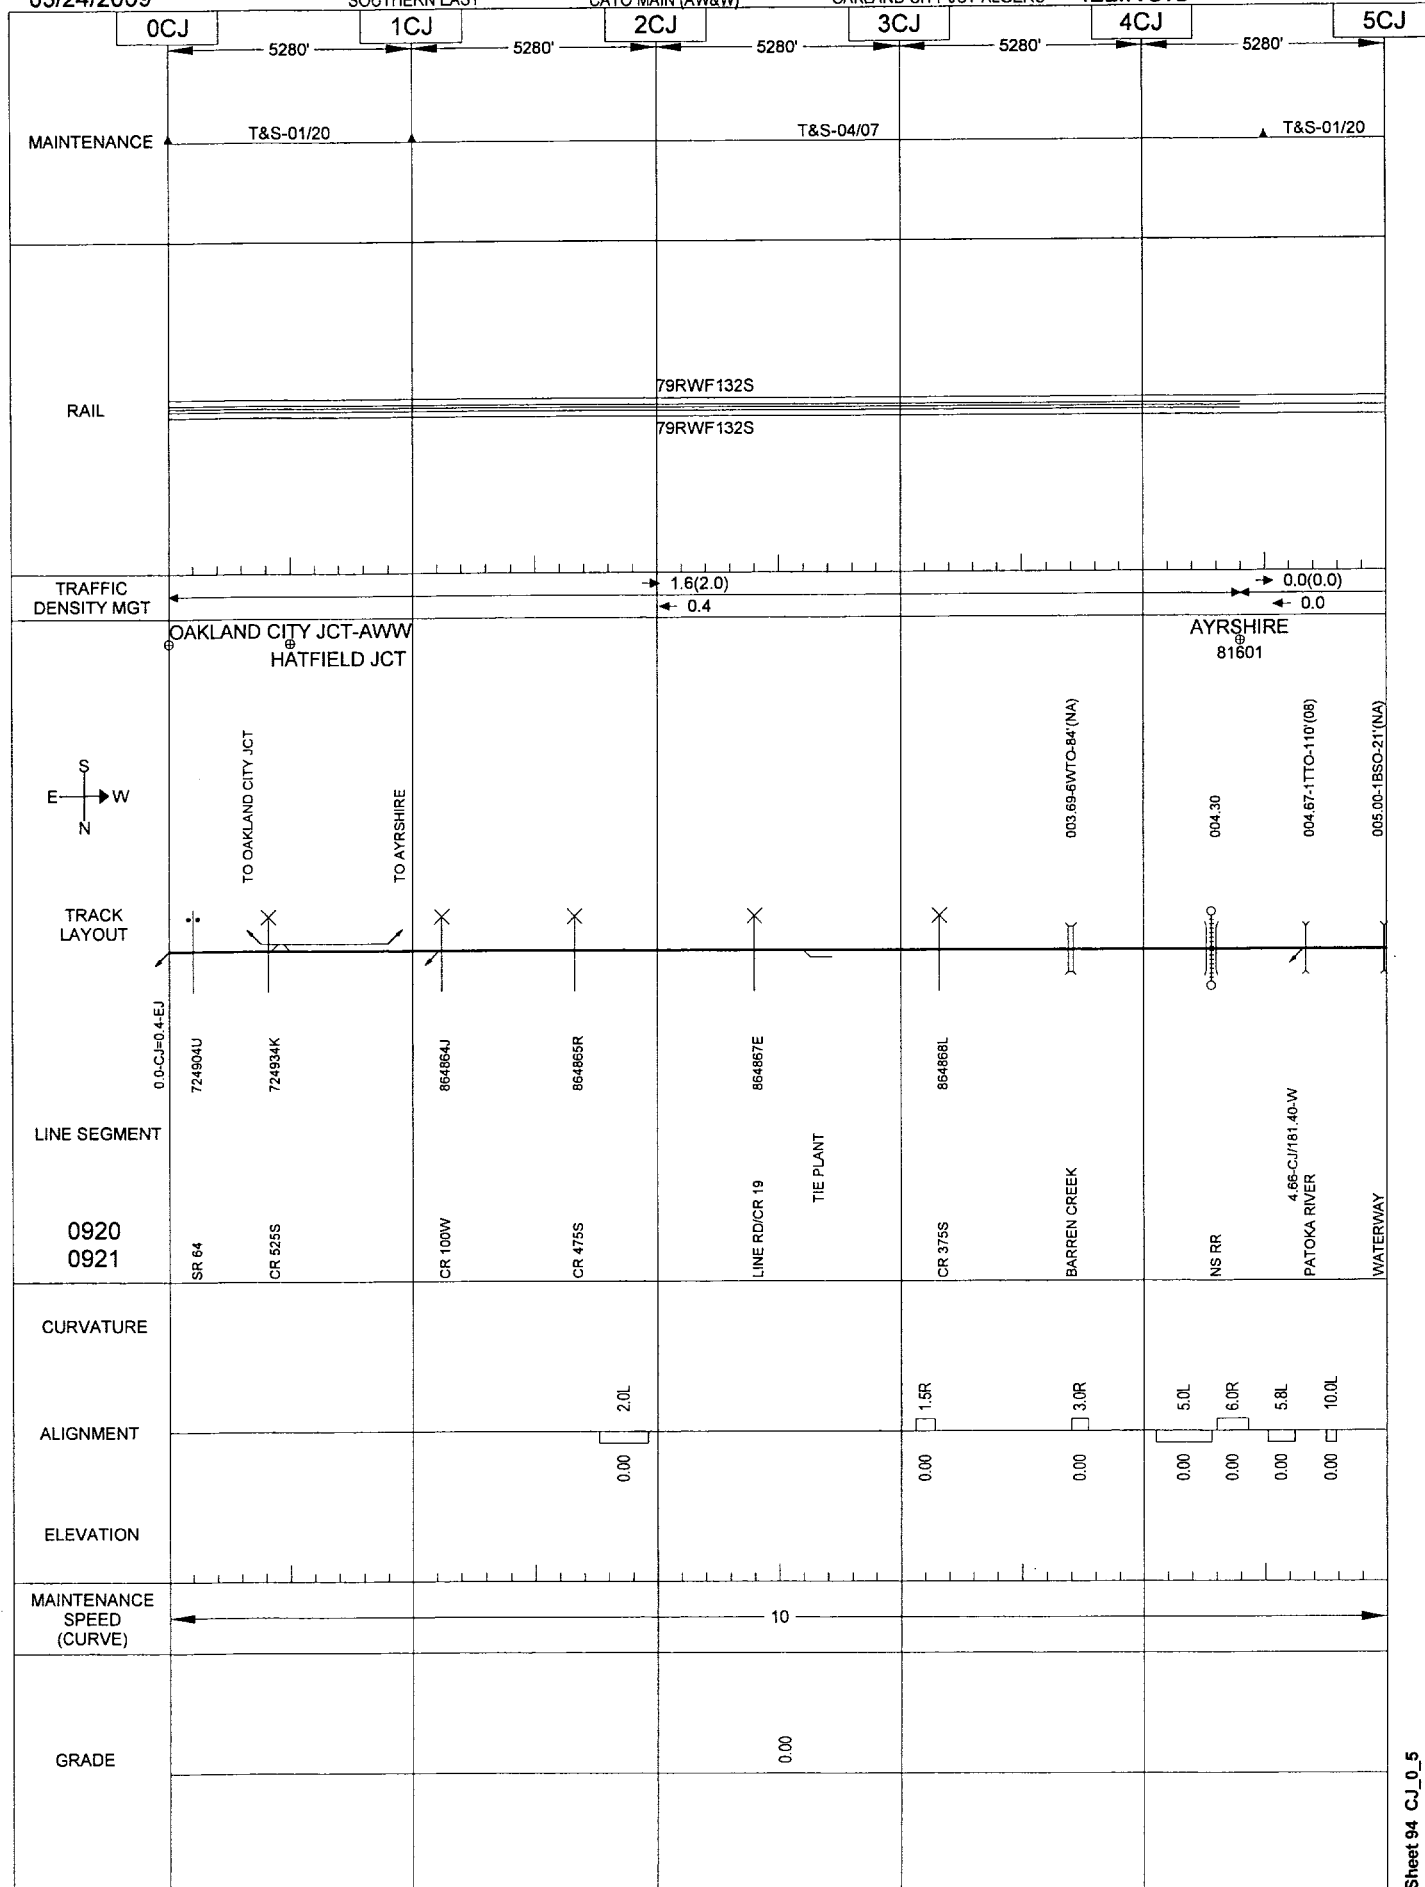 SOUTHERN EAST
0CJ 1CJ 2CJ 3CJ 4CJ 5CJ
5280' 5280' 5280' 5280' 5280'
MAINTENANCE
T&S-01/20 T&S-04/07 T&S-01/20
RAIL
79RWF132S
79RWF132S
TRAFFIC
DENSITY MGT
1.6(2.0) 0.0(0.0)
0.4 0.0
OAKLAND CITY JCT-AWW
HATFIELD JCT
AYRSHIRE
81601
S
E W
N
TO OAKLAND CITY JCT
TO AYRSHIRE
003.69-6WTO-84'(NA)
004.30
004.67-1TTO-110'(08)
005.00-1BSO-21'(NA)
TRACK
LAYOUT
0.0-CJ=0.4-EJ
724904U
724934K
864864J
864865R
864867E
864868L
LINE SEGMENT
0920
0921
SR 64
CR 525S
CR 100W
CR 475S
LINE RD/CR 19
TIE PLANT
CR 375S
BARREN CREEK
NS RR
4.66-CJ/181.40-W
PATOKA RIVER
WATERWAY
CURVATURE
2.0L 1.5R 3.0R 5.0L 6.0R 5.8L 10.0L
ALIGNMENT
0.00 0.00 0.00 0.00 0.00 0.00 0.00
ELEVATION
MAINTENANCE
SPEED
(CURVE)
10
GRADE
0.00
Sheet 94 CJ_0_5